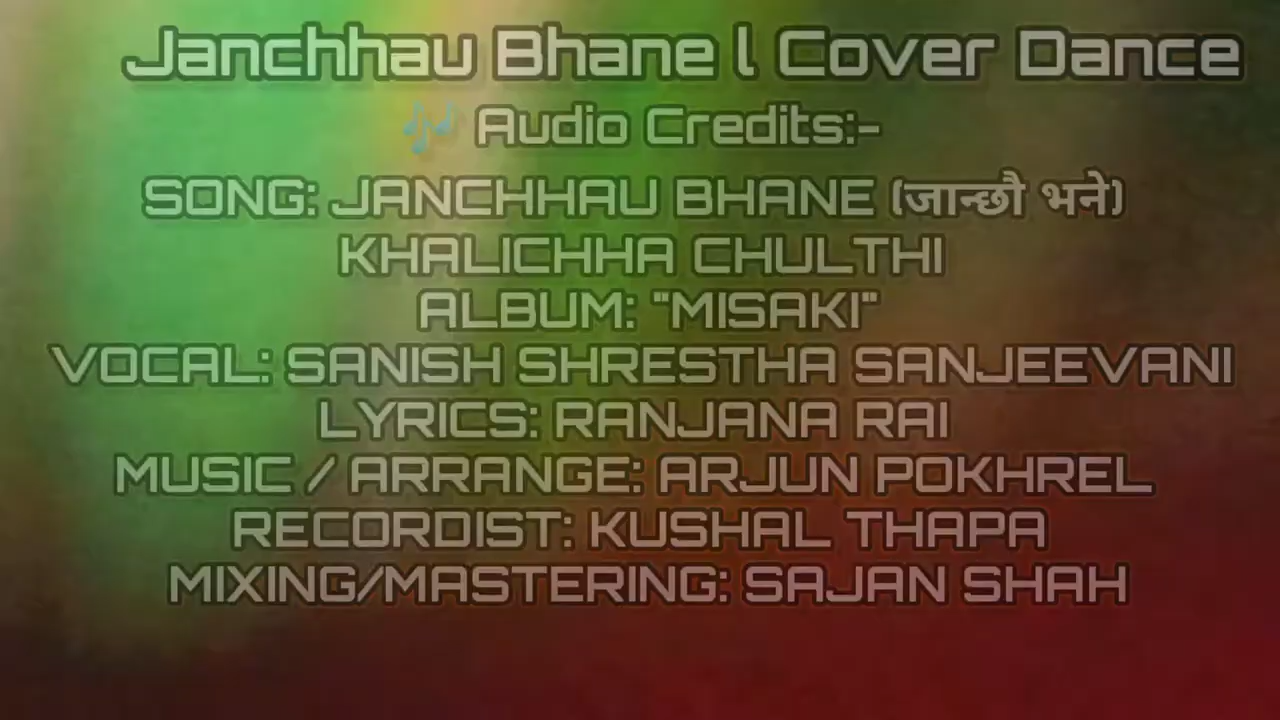 Janchhau Bhane l Cover Dance
🎶 Audio Credits:-
SONG: JANCHHAU BHANE (जान्छौ भने)
KHALICHHA CHULTHI
ALBUM: "MISAKI"
VOCAL: SANISH SHRESTHA SANJEEVANI
LYRICS: RANJANA RAI
MUSIC / ARRANGE: ARJUN POKHREL
RECORDIST: KUSHAL THAPA
MIXING/MASTERING: SAJAN SHAH